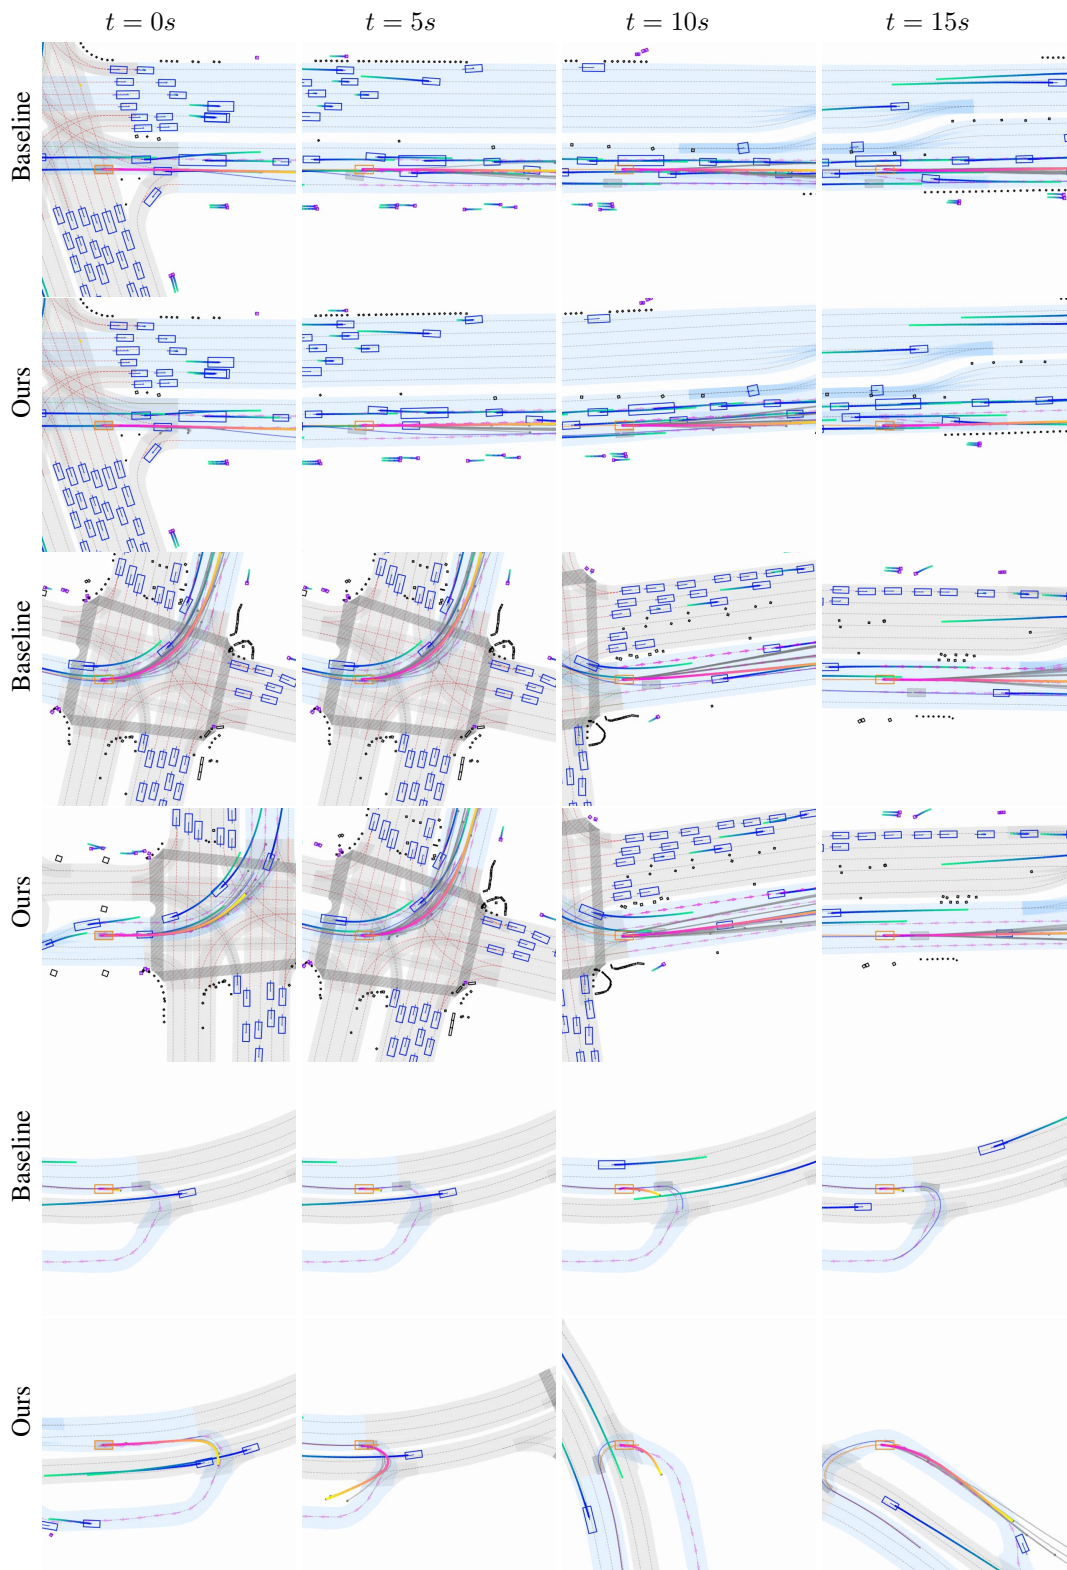 t = 0s t = 5s t = 10s t = 15s
Baseline
Ours
Baseline
Ours
Baseline
Ours